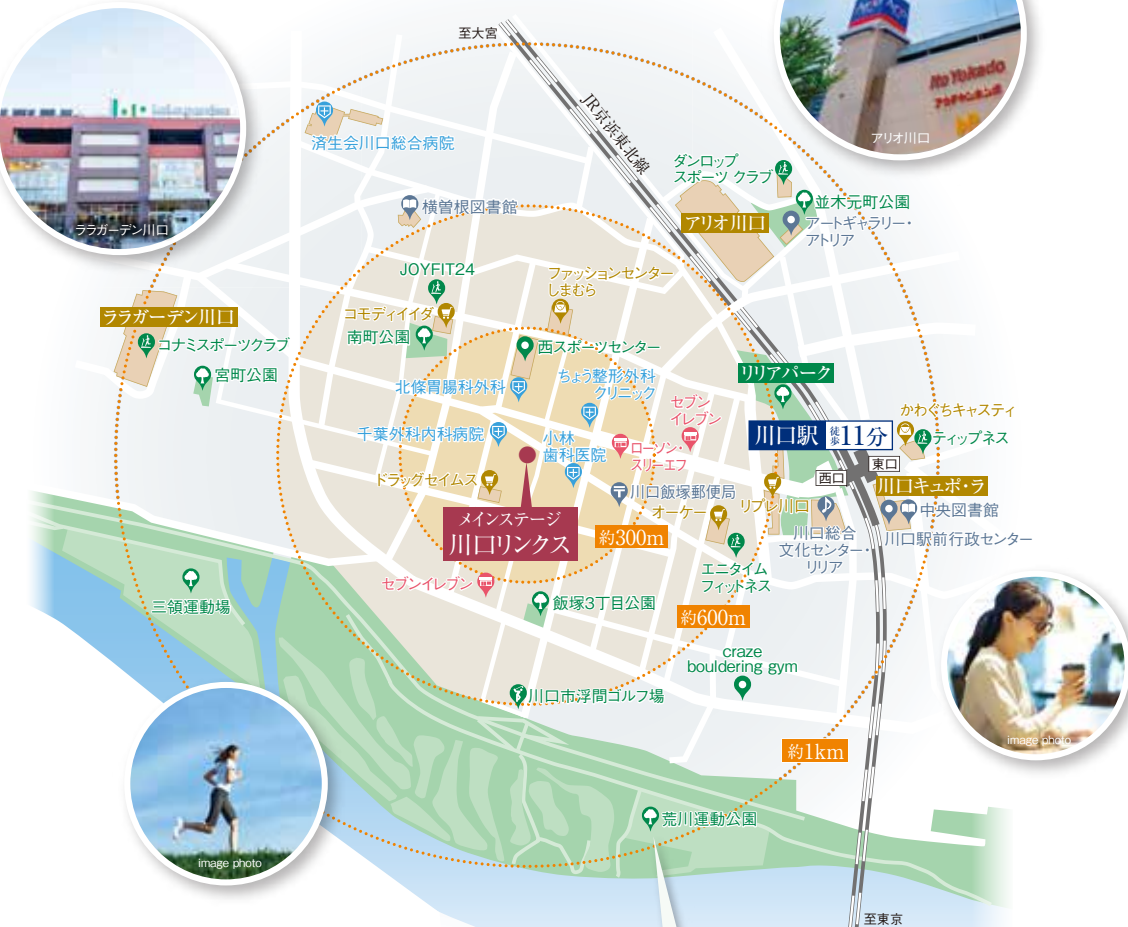 至大宮
JR京浜東北線
Ito Yokado
アリオ川口
ララガーデン川口
済生会川口総合病院
ダンロップ
スポーツ クラブ
並木元町公園
アリオ川口
アートギャラリー・
アトリア
横曽根図書館
JOYFIT24
ファッションセンター
しまむら
コモディイイダ
南町公園
西スポーツセンター
ララガーデン川口
コナミスポーツクラブ
宮町公園
北條胃腸科外科
ちょう整形外科
クリニック
リリアパーク
セブン
イレブン
かわぐちキャスティ
ティップネス
川口駅 徒歩11分
千葉外科内科病院
小林
歯科医院
ローソン・
スリーエフ
東口
西口
ドラッグセイムス
川口飯塚郵便局
オーケー
リプレ川口
川口キュポ・ラ
中央図書館
川口駅前行政センター
メインステージ
川口リンクス
約300m
川口総合
文化センター・
リリア
エニタイム
フィットネス
セブンイレブン
三領運動場
飯塚3丁目公園
約600m
craze
bouldering gym
川口市浮間ゴルフ場
image photo
約1km
荒川運動公園
image photo
至東京